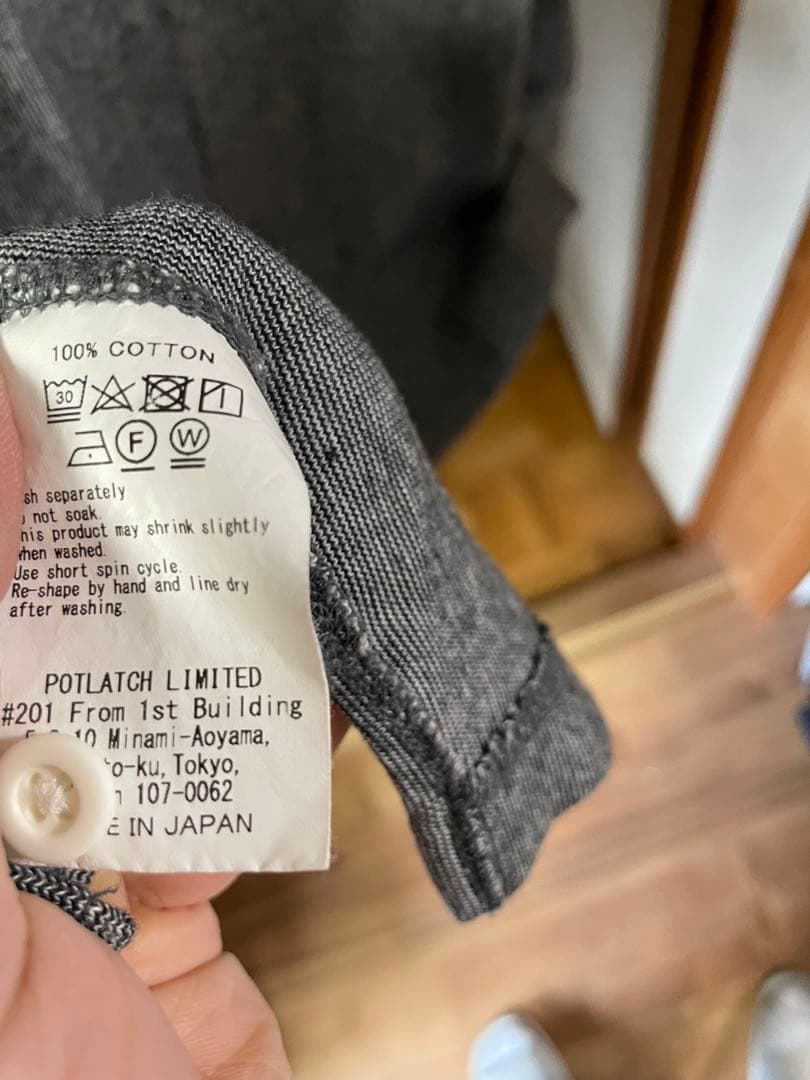 100% COTTON
30
F W
separately
not soak.
product may shrink slightly
when washed.
Use short spin cycle.
Re-shape by hand and line dry
after washing.
POTLATCH LIMITED
#201 From 1st Building
Minami-Aoyama,
Tokyo,
107-0062
IN JAPAN